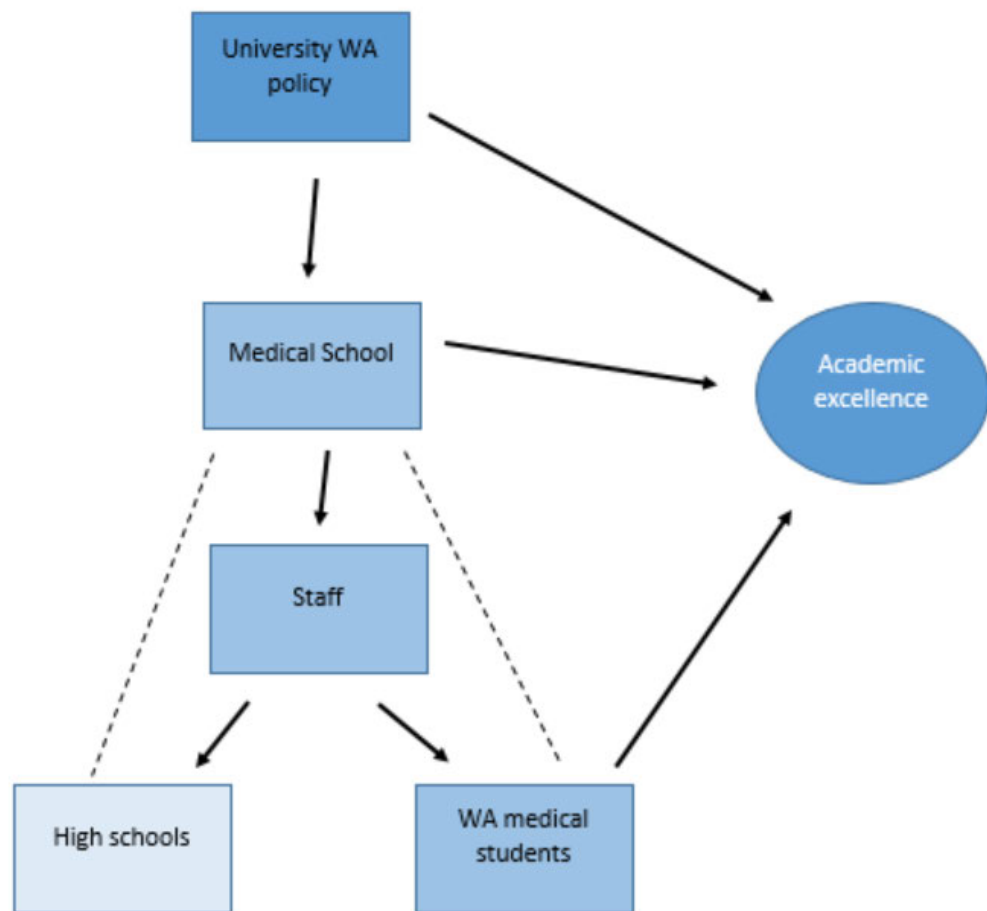 University WA
policy
Medical School
Academic
excellence
Staff
High schools
WA medical
students